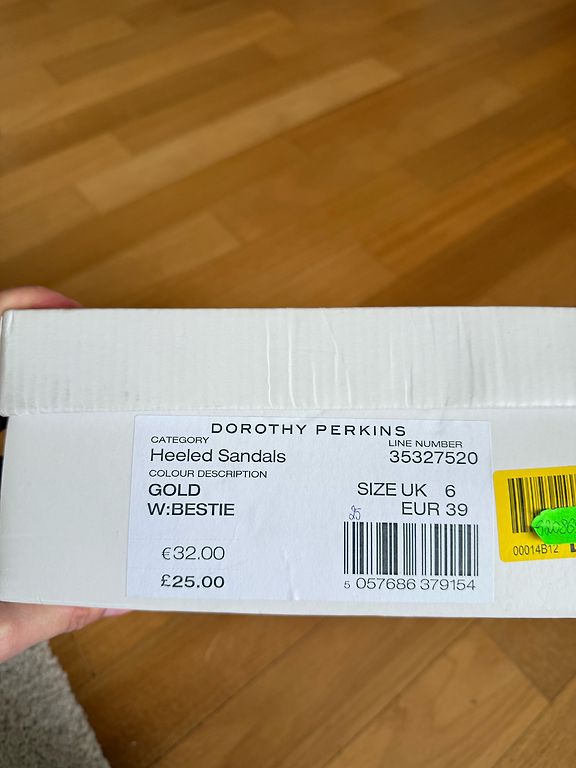 DOROTHY PERKINS
CATEGORY
Heeled Sandals
LINE NUMBER
35327520
COLOUR DESCRIPTION
GOLD
W:BESTIE
SIZE UK 6
EUR 39
25
€32.00
£25.00
5 057686 379154
00014B12